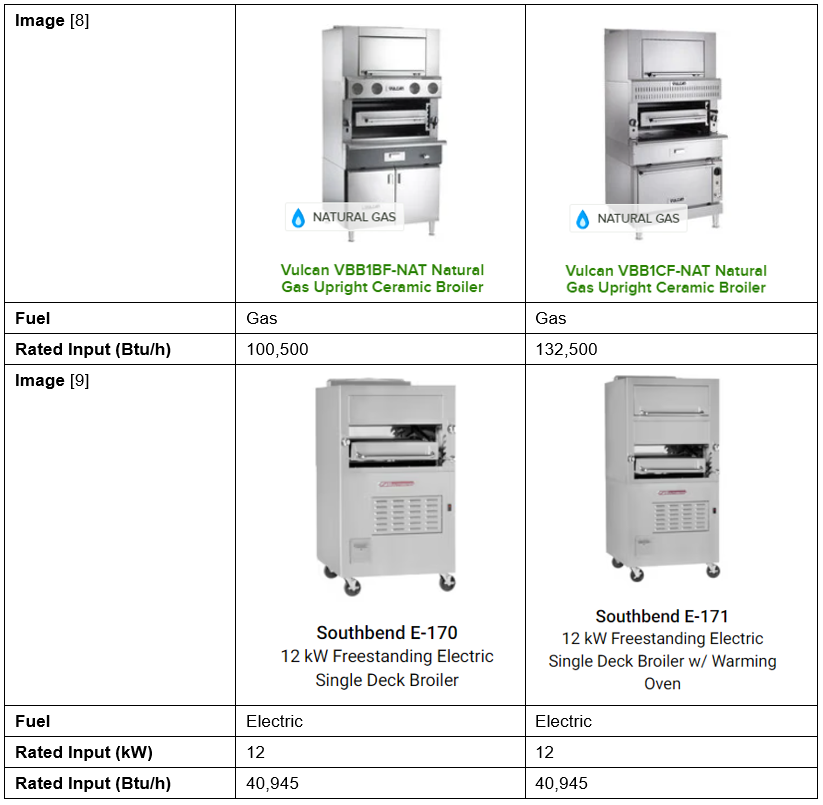 Image [8]
VULCAN
VULCAN
NATURAL GAS
NATURAL GAS
Vulcan VBB1BF-NAT Natural
Gas Upright Ceramic Broiler
Vulcan VBB1CF-NAT Natural
Gas Upright Ceramic Broiler
Fuel
Gas
Gas
Rated Input (Btu/h)
100,500
132,500
Image [9]
Southbend E-170
12 kW Freestanding Electric
Single Deck Broiler
Southbend E-171
12 kW Freestanding Electric
Single Deck Broiler w/ Warming
Oven
Fuel
Electric
Electric
Rated Input (kW)
12
12
Rated Input (Btu/h)
40,945
40,945